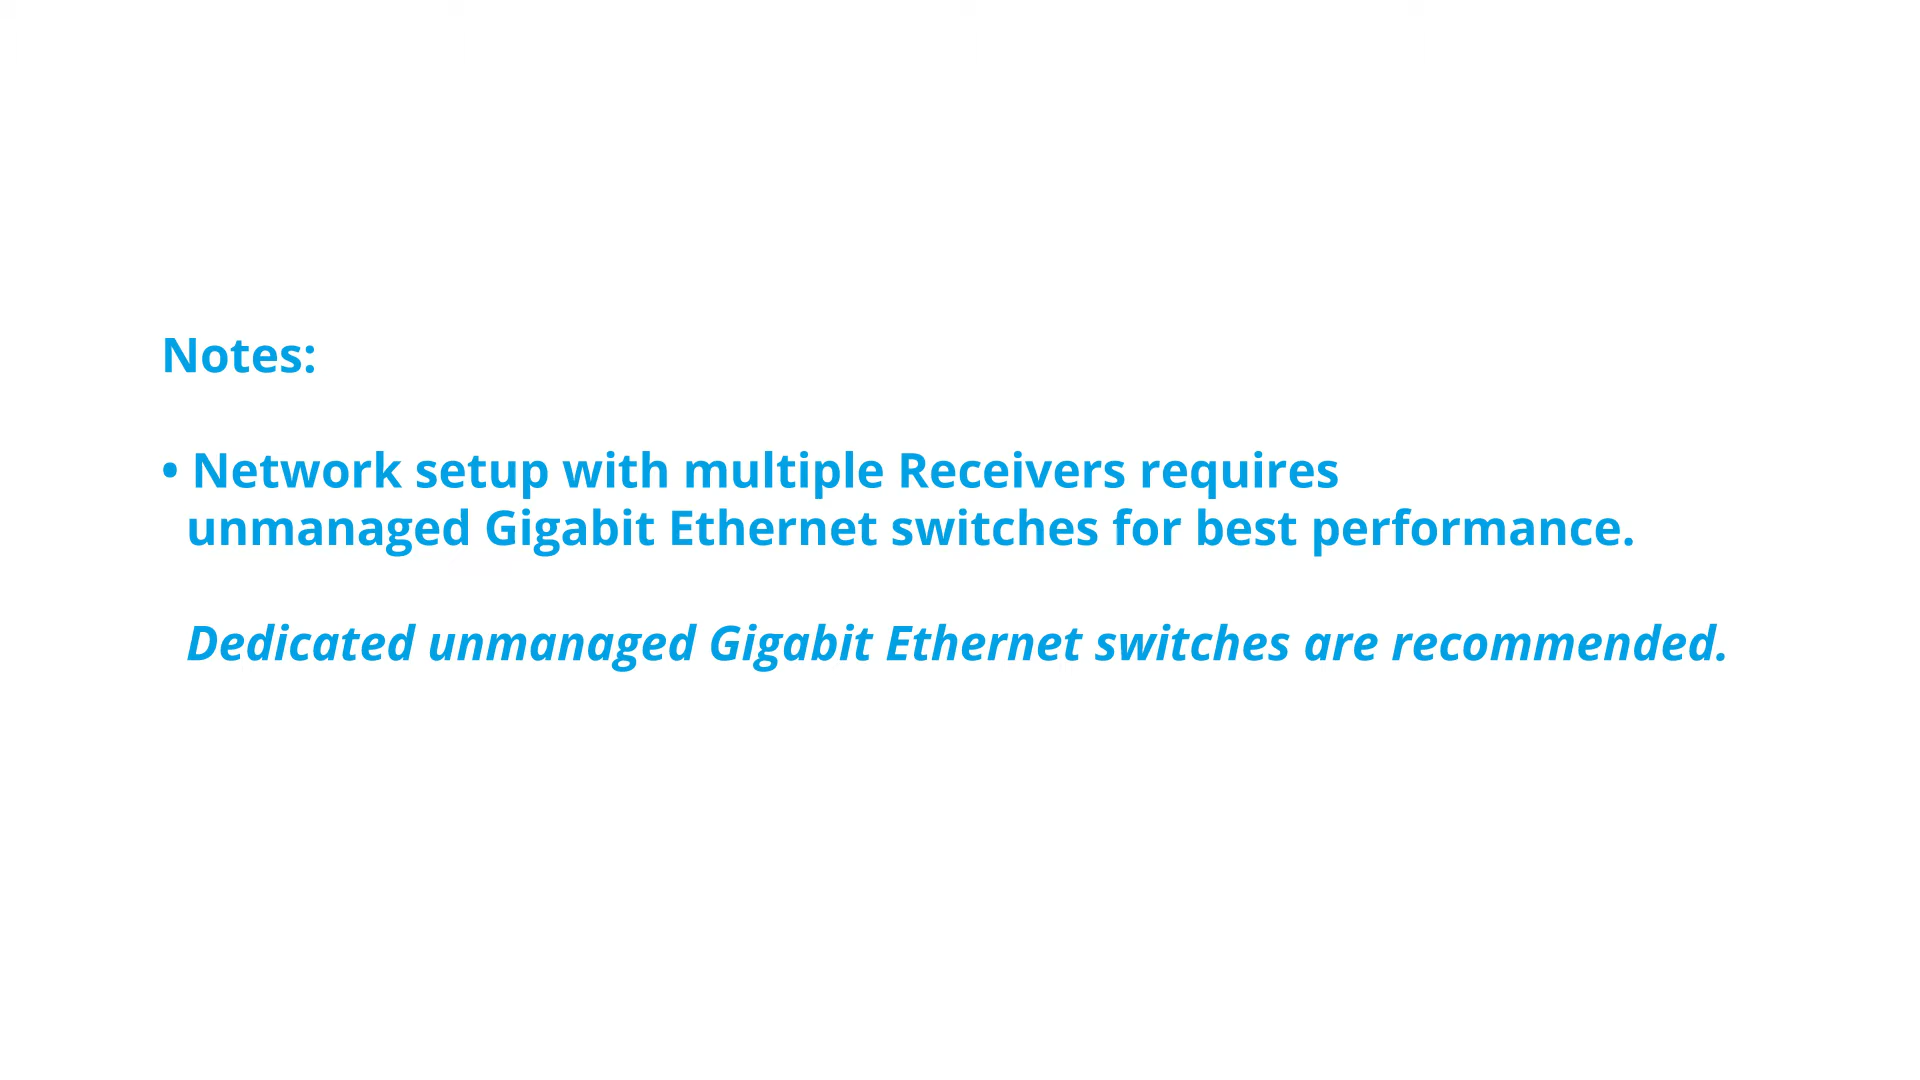 Notes:
• Network setup with multiple Receivers requires
unmanaged Gigabit Ethernet switches for best performance.
Dedicated unmanaged Gigabit Ethernet switches are recommended.